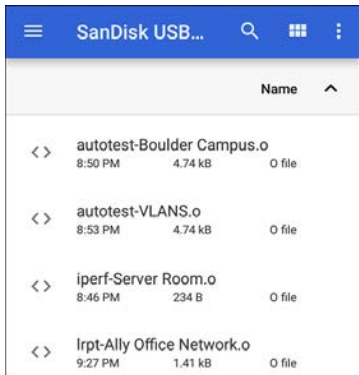 SanDisk USB...
Name
autotest-Boulder Campus.o
8:50 PM 4.74 kB O file
autotest-VLANS.o
8:53 PM 4.74 kB O file
iperf-Server Room.o
8:46 PM 234 B O file
lrpt-Ally Office Network.o
9:27 PM 1.41 kB O file